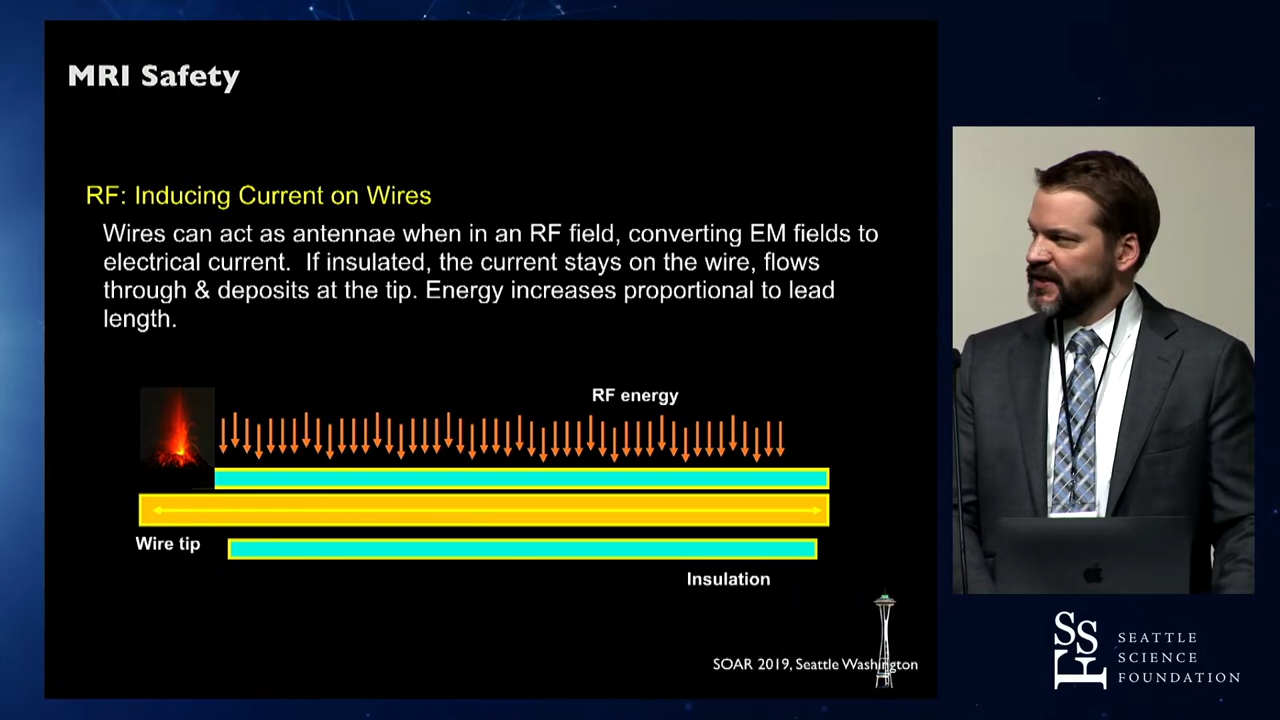 MRI Safety
RF: Inducing Current on Wires
Wires can act as antennae when in an RF field, converting EM fields to
electrical current.  If insulated, the current stays on the wire, flows
through & deposits at the tip. Energy increases proportional to lead
length.
RF energy
Wire tip
Insulation
SOAR 2019, Seattle Washington
SSF
SEATTLE
SCIENCE
FOUNDATION